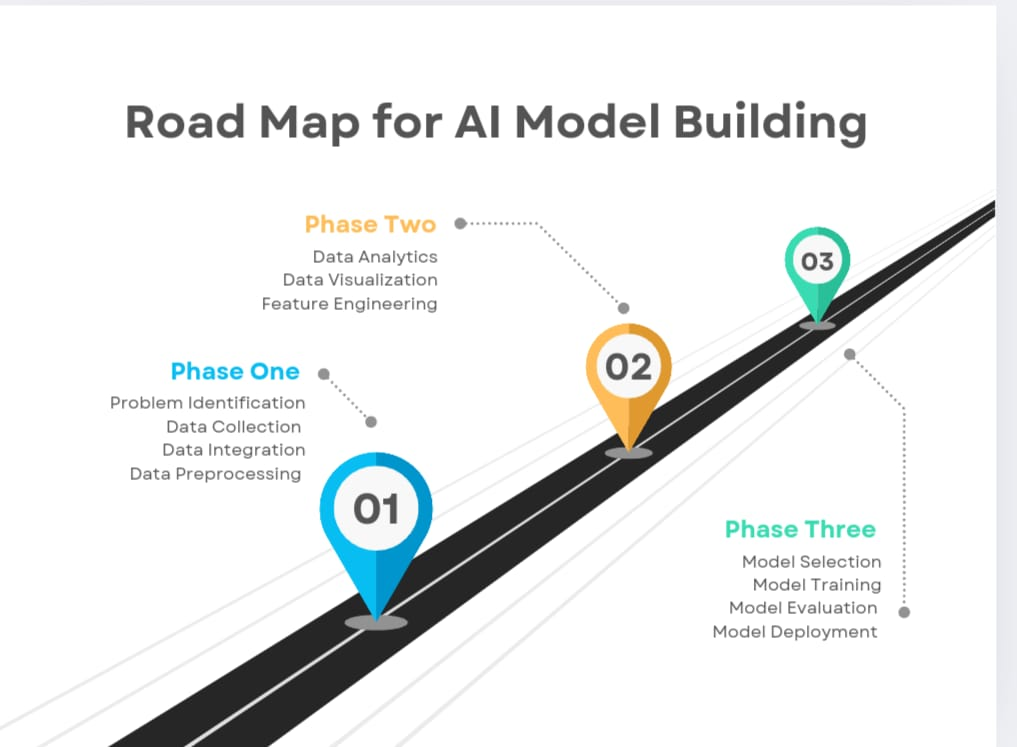 Road Map for AI Model Building
Phase Two
Data Analytics
Data Visualization
Feature Engineering
03
02
Phase One
Problem Identification
Data Collection
Data Integration
Data Preprocessing
01
Phase Three
Model Selection
Model Training
Model Evaluation
Model Deployment